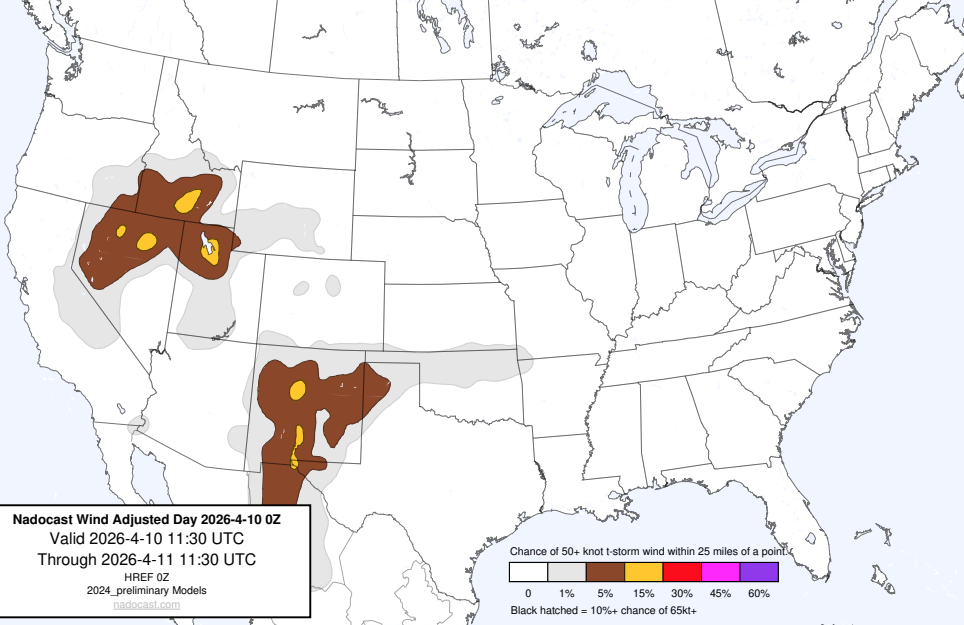 Nadocast Wind Adjusted Day 2026-4-10 0Z
Valid 2026-4-10 11:30 UTC
Through 2026-4-11 11:30 UTC
HREF 0Z
2024_preliminary Models
nadocast.com
Chance of 50+ knot t-storm wind within 25 miles of a point.
0 1% 5% 15% 30% 45% 60%
Black hatched = 10%+ chance of 65kt+